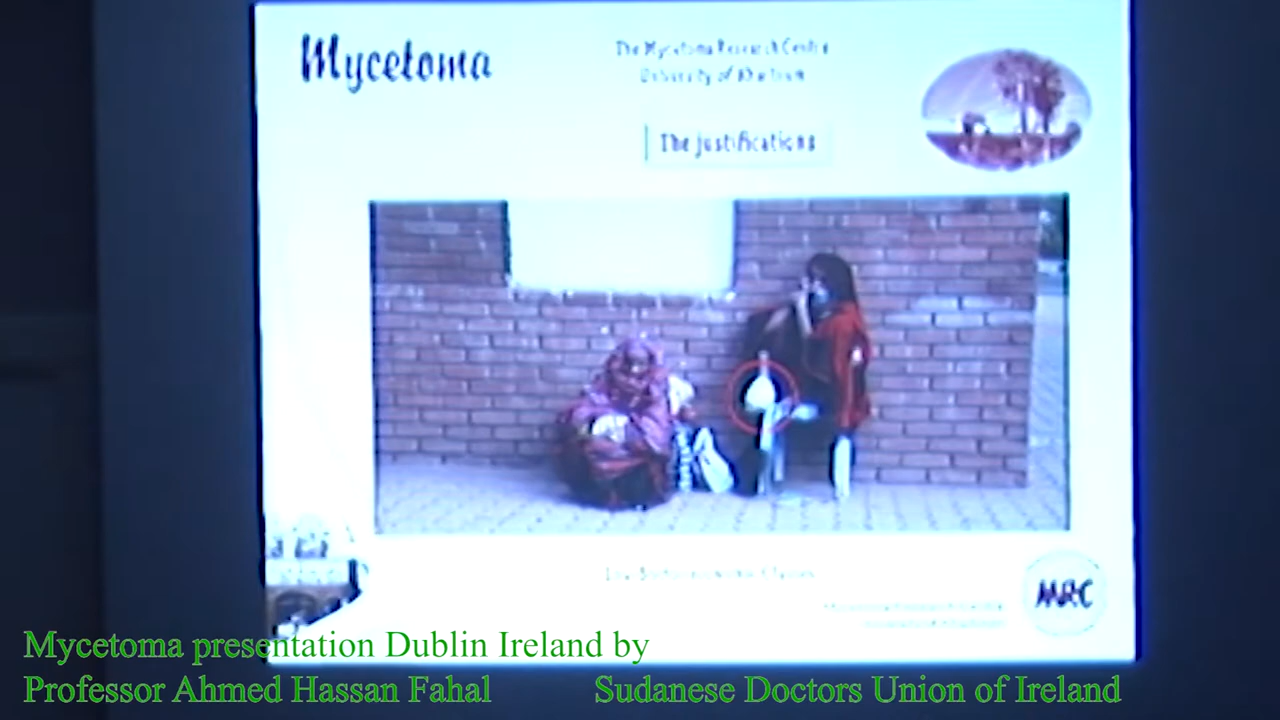 Mycetoma
The Mycetoma Research Centre
University of Khartoum
The Justifications
MRC
Mycetoma presentation Dublin Ireland by
Professor Ahmed Hassan Fahal Sudanese Doctors Union of Ireland